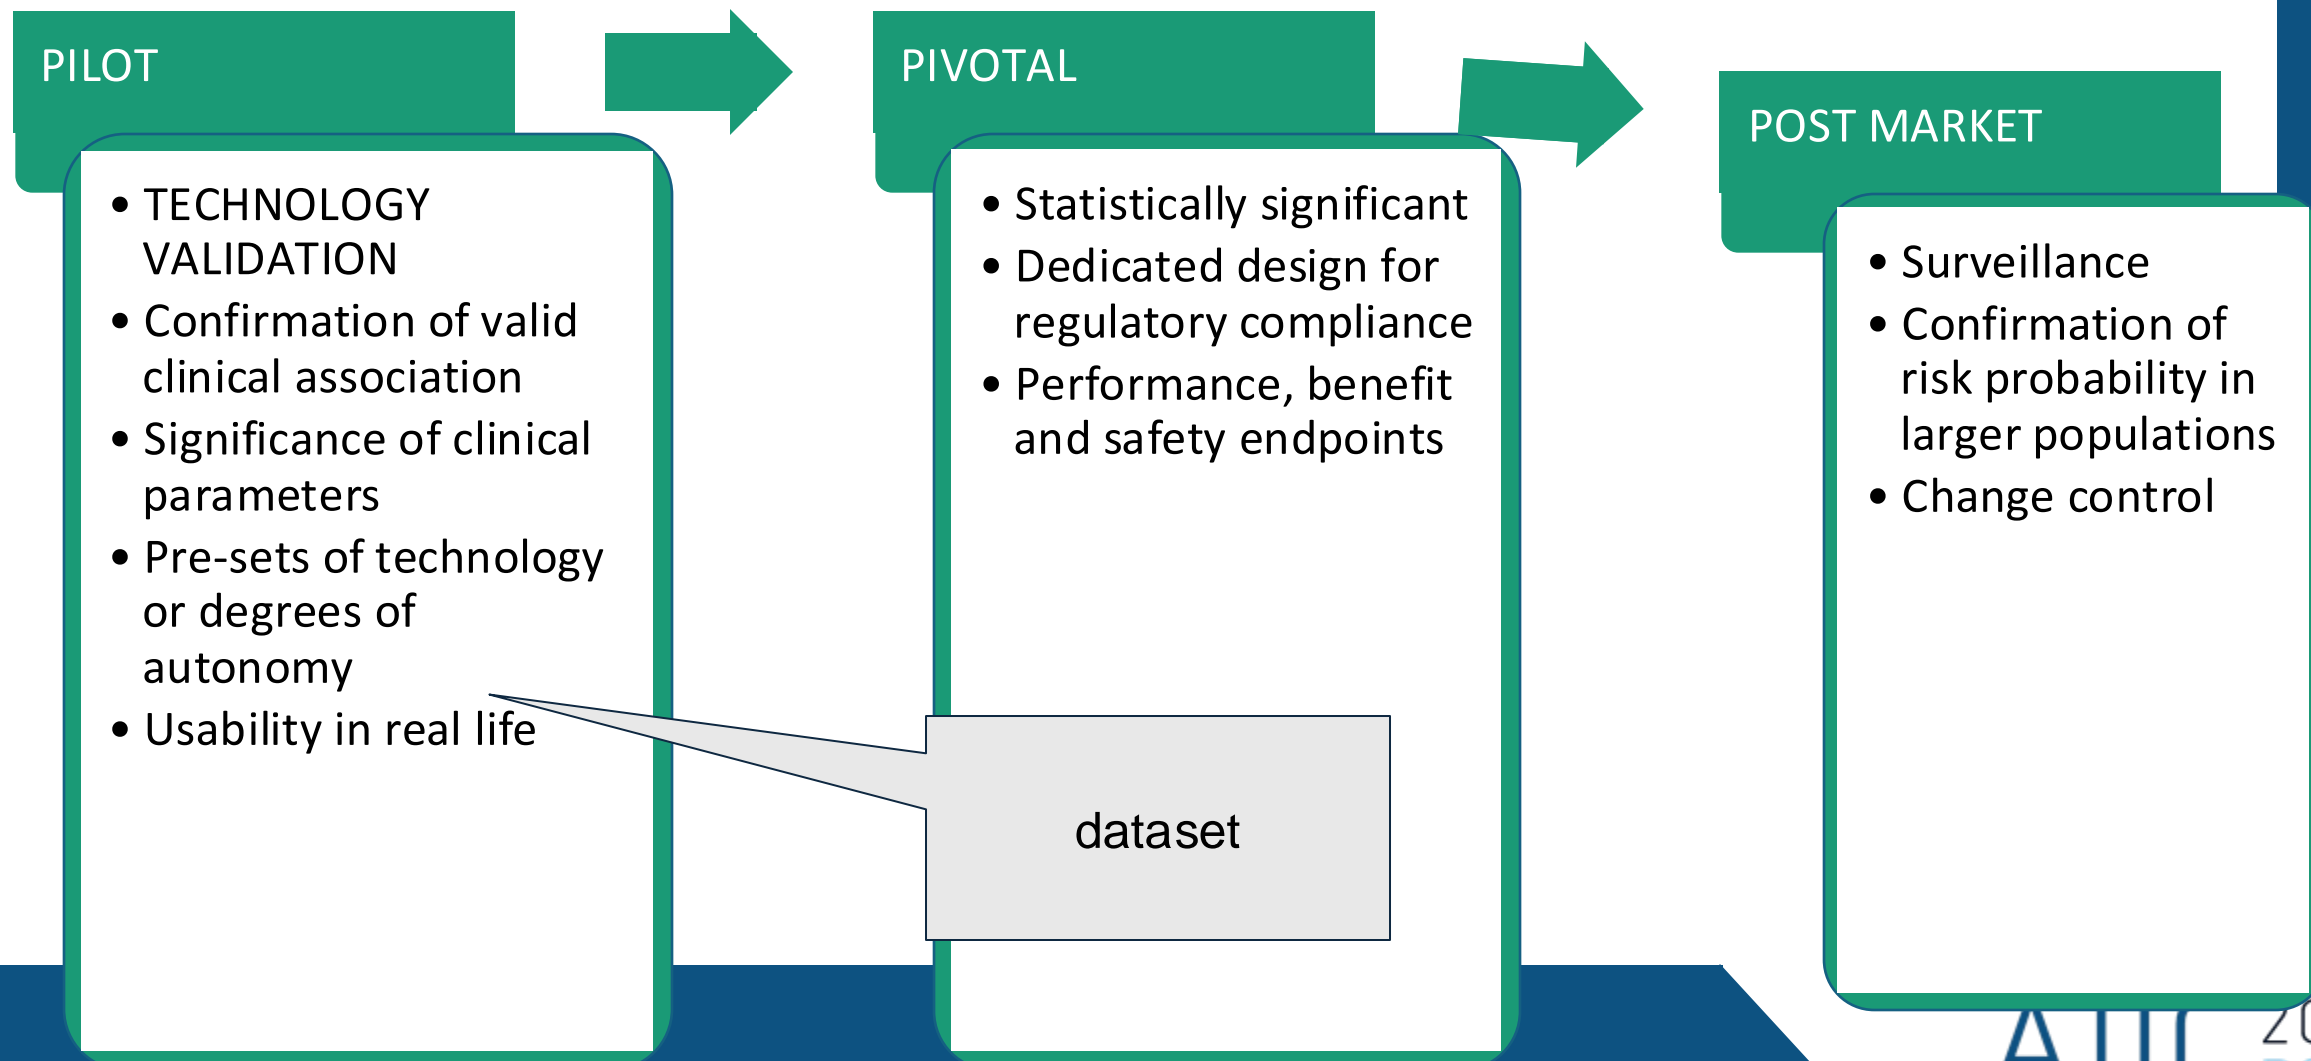 PILOT
• TECHNOLOGY
VALIDATION
• Confirmation of valid
clinical association
• Significance of clinical
parameters
• Pre-sets of technology
or degrees of
autonomy
• Usability in real life
PIVOTAL
• Statistically significant
• Dedicated design for
regulatory compliance
• Performance, benefit
and safety endpoints
dataset
POST MARKET
• Surveillance
• Confirmation of
risk probability in
larger populations
• Change control